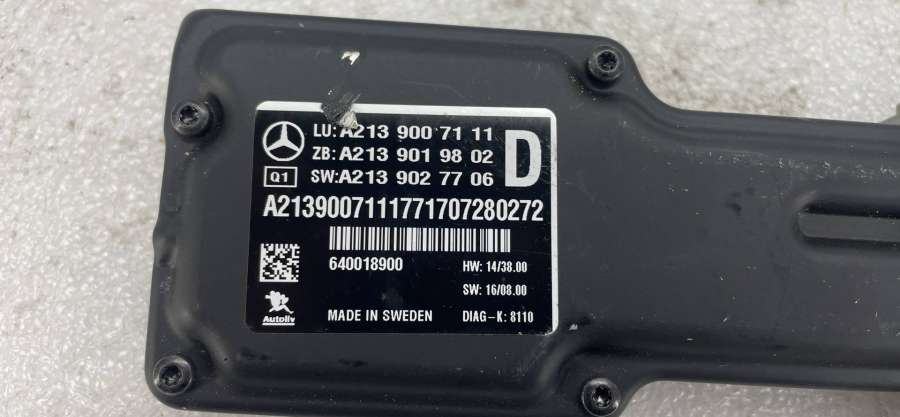 LU: A213 900 71 11
ZB: A213 901 98 02
D
Q1 SW: A213 902 77 06
A2139007111771707280272
640018900
HW: 14/38.00
SW: 16/08.00
Autoliv
MADE IN SWEDEN
DIAG-K: 8110